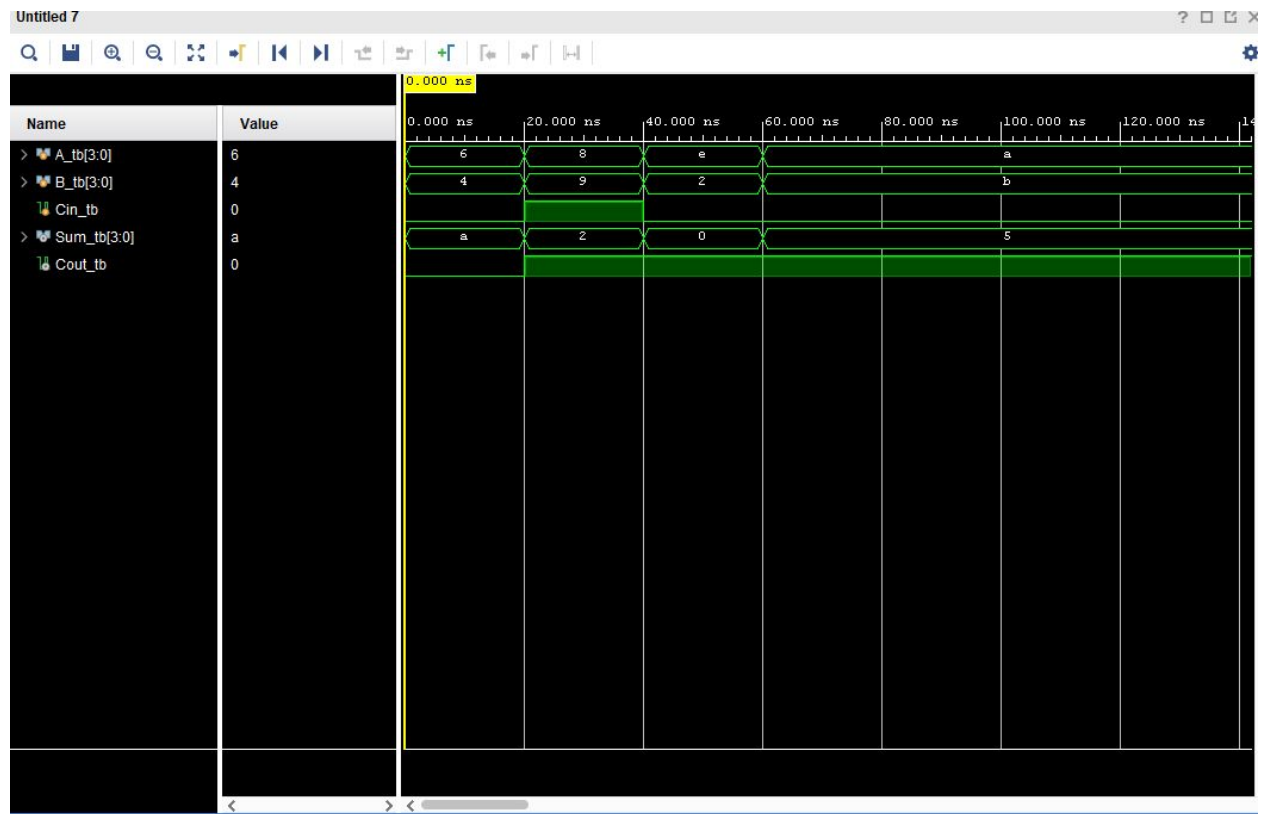 Untitled 7
0.000 ns
Name Value 0.000 ns 20.000 ns 40.000 ns 60.000 ns 80.000 ns 100.000 ns 120.000 ns 14
A_tb[3:0] 6 6 8 e a
B_tb[3:0] 4 4 9 2 b
Cin_tb 0
Sum_tb[3:0] a a 2 0 5
Cout_tb 0